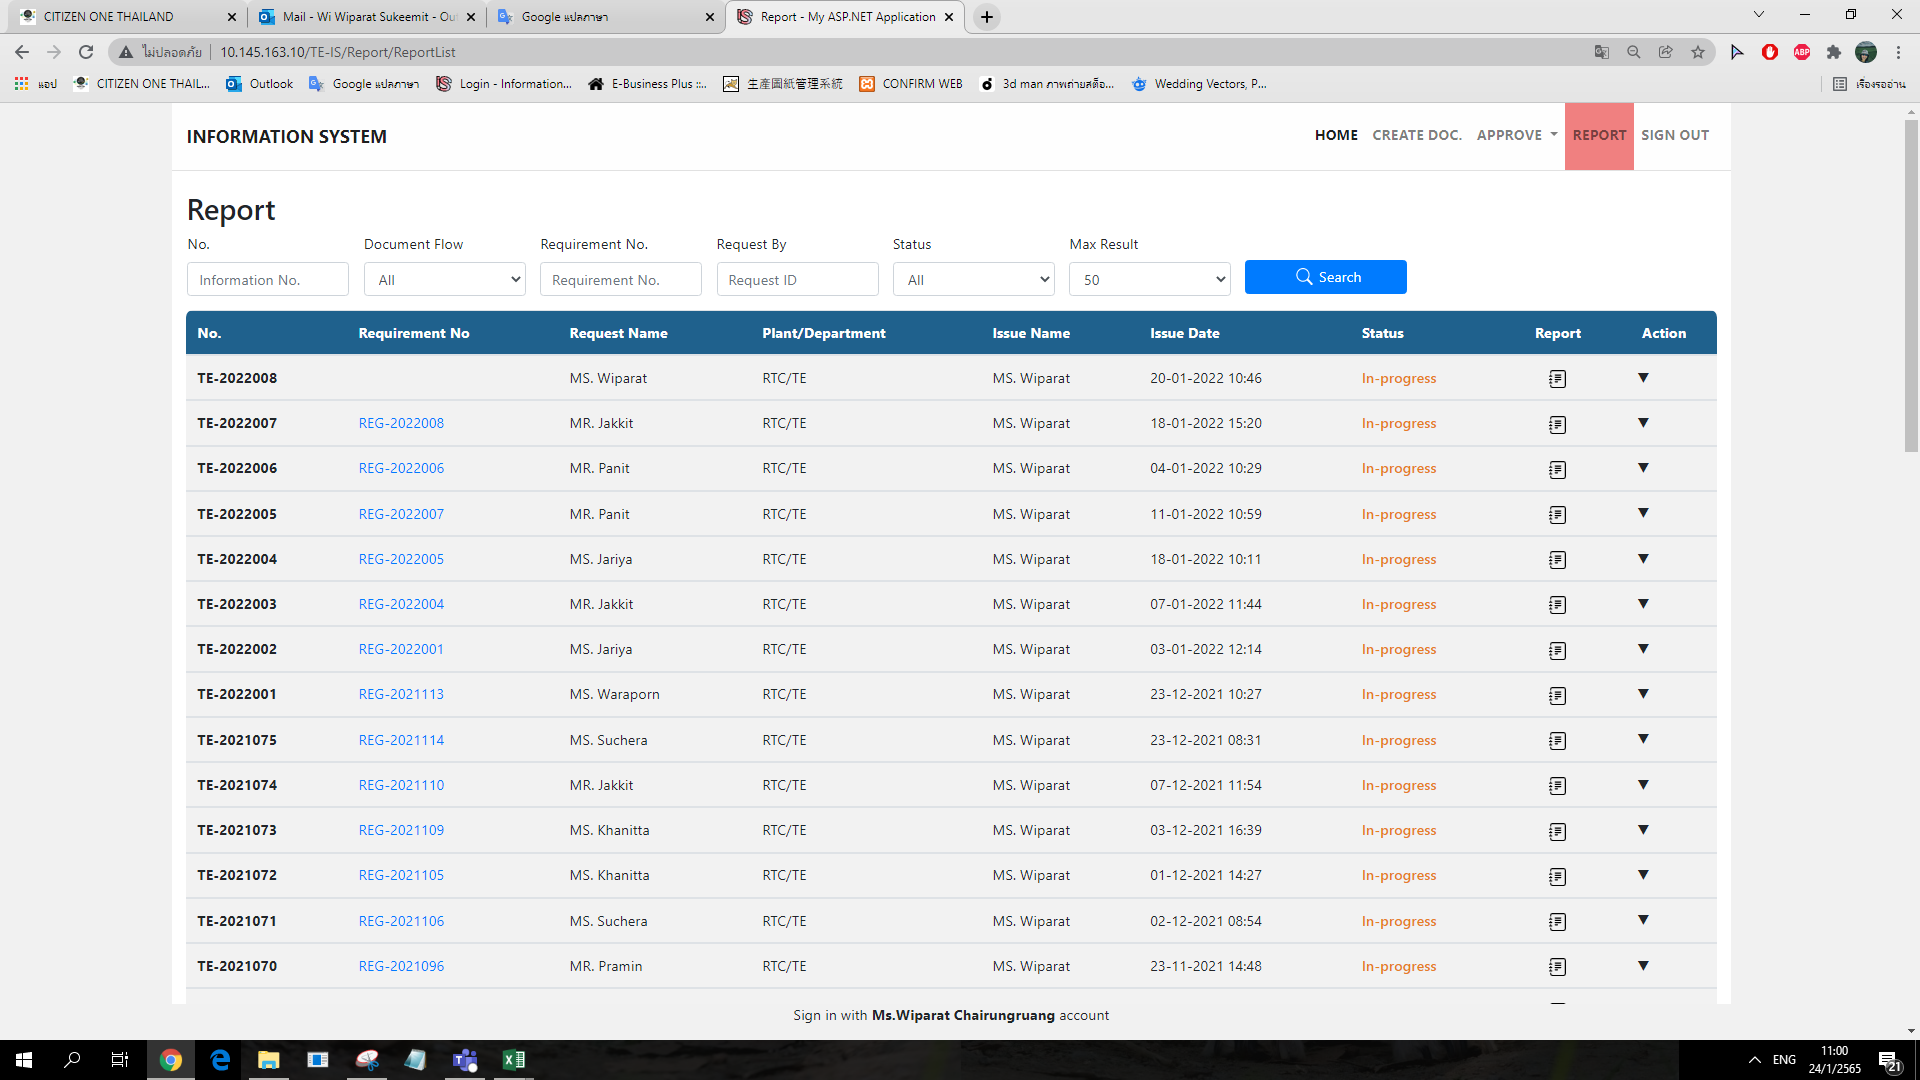 CITIZEN ONE THAILAND
Mail - Wi Wiparat Sukeemit - Ou
Google แปลภาษา
Report - My ASP.NET Application
ไม่ปลอดภัย
10.145.163.10/TE-IS/Report/ReportList
ABP
แอป
CITIZEN ONE THAIL...
Outlook
Google แปลภาษา
Login - Information...
E-Business Plus ::..
生產圖紙管理系統
CONFIRM WEB
3d man ภาพถ่ายสต็อ...
Wedding Vectors, P...
เรื่องรออ่าน
INFORMATION SYSTEM
HOME
CREATE DOC.
APPROVE
REPORT
SIGN OUT
Report
No. Document Flow Requirement No. Request By Status Max Result
Information No. All Requirement No. Request ID All 50 Search
No. Requirement No Request Name Plant/Department Issue Name Issue Date Status Report Action
TE-2022008 MS. Wiparat RTC/TE MS. Wiparat 20-01-2022 10:46 In-progress
TE-2022007 REG-2022008 MR. Jakkit RTC/TE MS. Wiparat 18-01-2022 15:20 In-progress
TE-2022006 REG-2022006 MR. Panit RTC/TE MS. Wiparat 04-01-2022 10:29 In-progress
TE-2022005 REG-2022007 MR. Panit RTC/TE MS. Wiparat 11-01-2022 10:59 In-progress
TE-2022004 REG-2022005 MS. Jariya RTC/TE MS. Wiparat 18-01-2022 10:11 In-progress
TE-2022003 REG-2022004 MR. Jakkit RTC/TE MS. Wiparat 07-01-2022 11:44 In-progress
TE-2022002 REG-2022001 MS. Jariya RTC/TE MS. Wiparat 03-01-2022 12:14 In-progress
TE-2022001 REG-2021113 MS. Waraporn RTC/TE MS. Wiparat 23-12-2021 10:27 In-progress
TE-2021075 REG-2021114 MS. Suchera RTC/TE MS. Wiparat 23-12-2021 08:31 In-progress
TE-2021074 REG-2021110 MR. Jakkit RTC/TE MS. Wiparat 07-12-2021 11:54 In-progress
TE-2021073 REG-2021109 MS. Khanitta RTC/TE MS. Wiparat 03-12-2021 16:39 In-progress
TE-2021072 REG-2021105 MS. Khanitta RTC/TE MS. Wiparat 01-12-2021 14:27 In-progress
TE-2021071 REG-2021106 MS. Suchera RTC/TE MS. Wiparat 02-12-2021 08:54 In-progress
TE-2021070 REG-2021096 MR. Pramin RTC/TE MS. Wiparat 23-11-2021 14:48 In-progress
Sign in with Ms.Wiparat Chairungruang account
ENG
11:00
24/1/2565
21